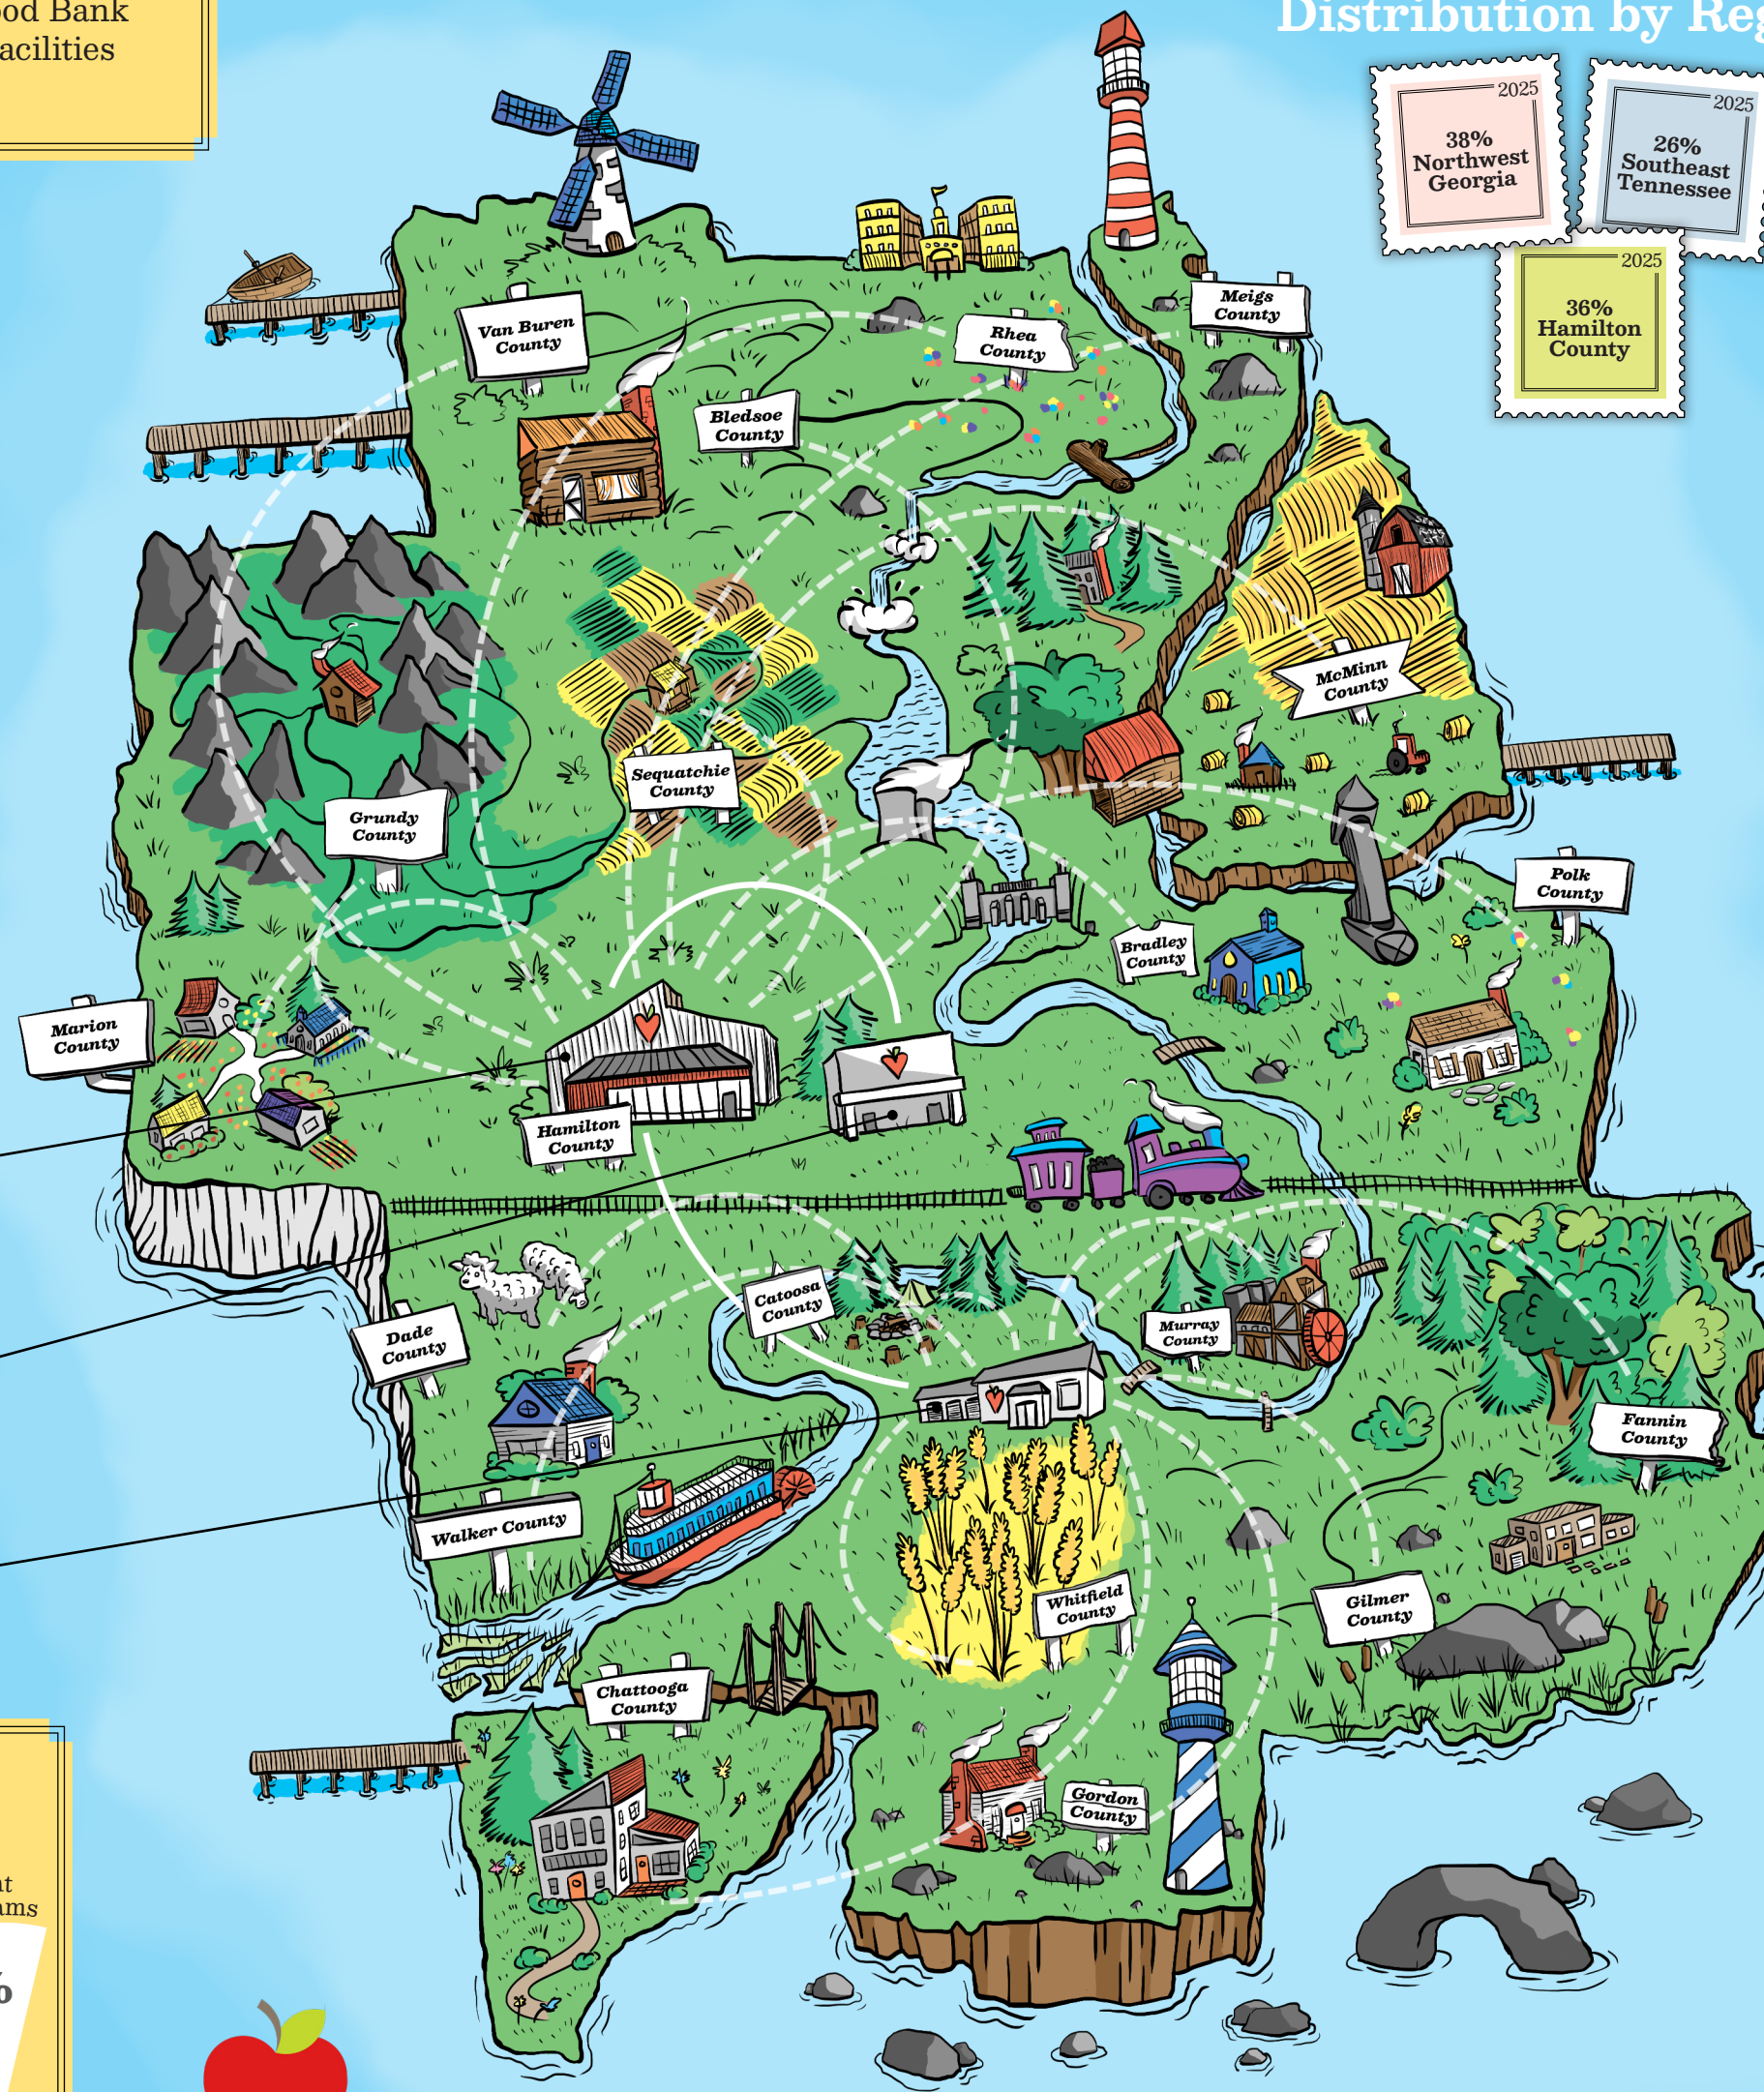 ood Bank
acilities
Distribution by Reg
2025
38%
Northwest
Georgia
2025
26%
Southeast
Tennessee
2025
36%
Hamilton
County
Van Buren
County
Bledsoe
County
Rhea
County
Meigs
County
McMinn
County
Sequatchie
County
Grundy
County
Polk
County
Bradley
County
Marion
County
Hamilton
County
Catoosa
County
Murray
County
Dade
County
Fannin
County
Walker County
Whitfield
County
Gilmer
County
Chattooga
County
Gordon
County
at
ams
%